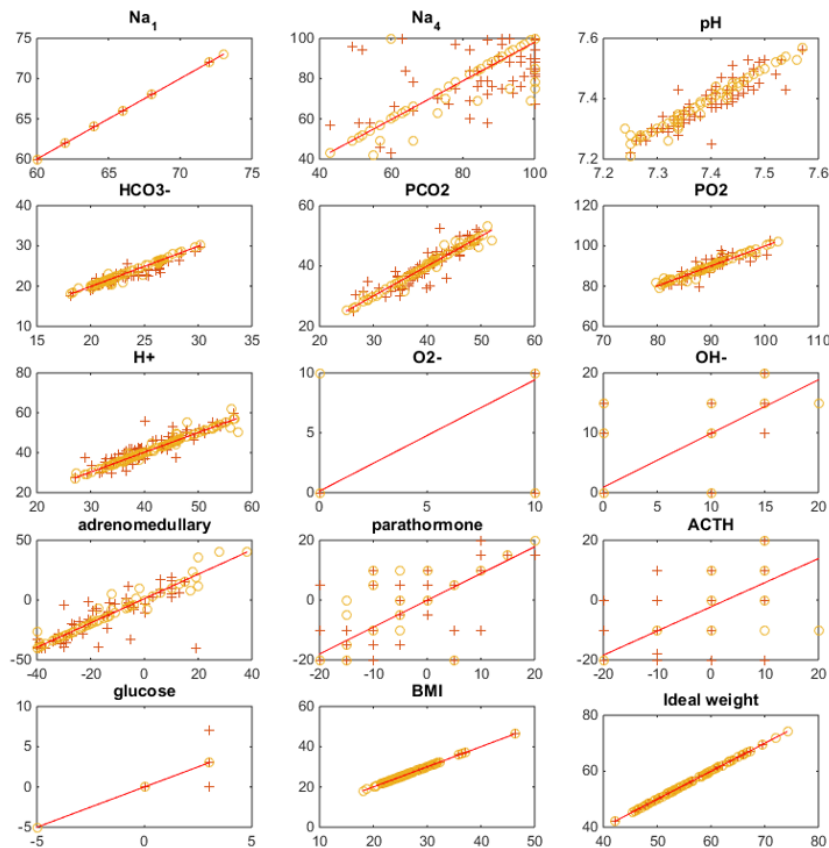 Na₁
75
70
65
60
60 65 70 75
Na₄
100
80
60
40
40 60 80 100
pH
7.6
7.4
7.2
7.2 7.3 7.4 7.5 7.6
HCO3-
40
30
20
10
15 20 25 30 35
PCO2
60
40
20
20 30 40 50 60
PO2
120
100
80
60
70 80 90 100 110
H+
80
60
40
20
20 30 40 50 60
O2-
10
5
0
0 5 10
OH-
20
10
0
0 5 10 15 20
adrenomedullary
50
0
-50
-40 -20 0 20 40
parathormone
20
0
-20
-20 -10 0 10 20
ACTH
20
0
-20
-20 -10 0 10 20
glucose
10
5
0
-5
-5 0 5
BMI
60
40
20
0
10 20 30 40 50
Ideal weight
80
60
40
40 50 60 70 80